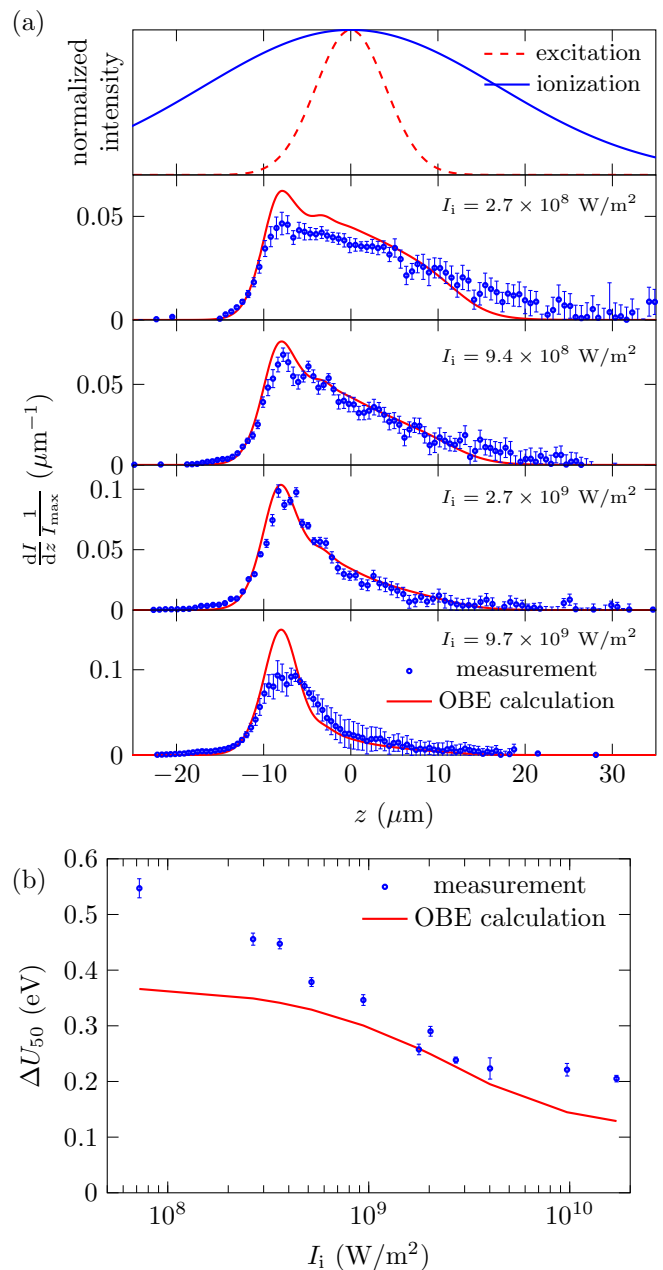 (a)
normalized
intensity
excitation
ionization
0.05
0
I_i = 2.7 × 10^8 W/m^2
0.05
0
I_i = 9.4 × 10^8 W/m^2
dI/dz 1/I_max (μm^−1)
0.1
0.05
0
I_i = 2.7 × 10^9 W/m^2
0.1
0
I_i = 9.7 × 10^9 W/m^2
measurement
OBE calculation
−20 −10 0 10 20 30
z (μm)
(b)
0.6
0.5
0.4
0.3
0.2
0.1
0
ΔU_50 (eV)
measurement
OBE calculation
10^8 10^9 10^10
I_i (W/m^2)